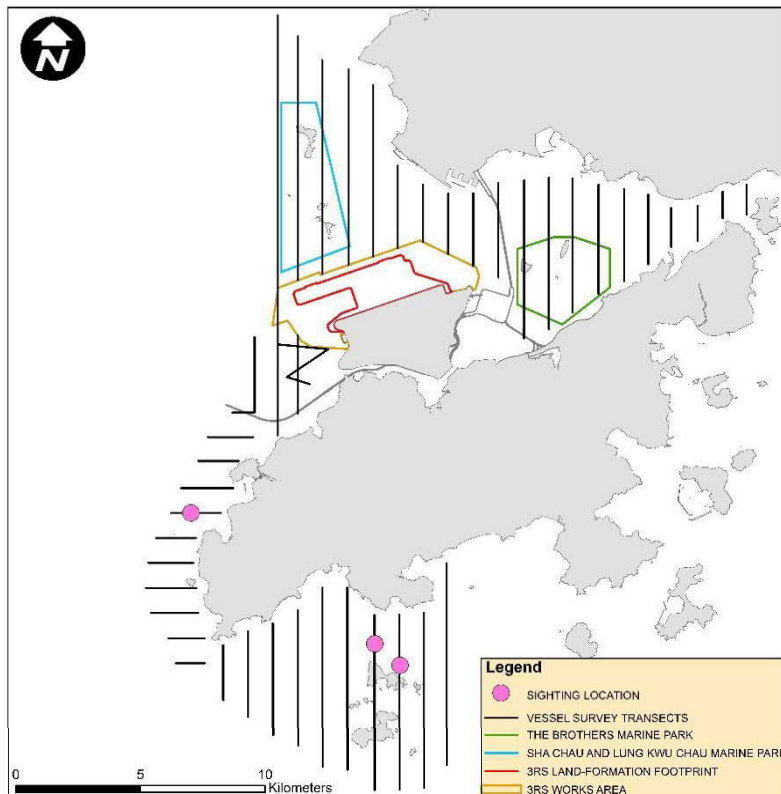 N
Legend
SIGHTING LOCATION
VESSEL SURVEY TRANSECTS
THE BROTHERS MARINE PARK
SHA CHAU AND LUNG KWU CHAU MARINE PARK
3RS LAND-FORMATION FOOTPRINT
3RS WORKS AREA
0 5 10
Kilometers